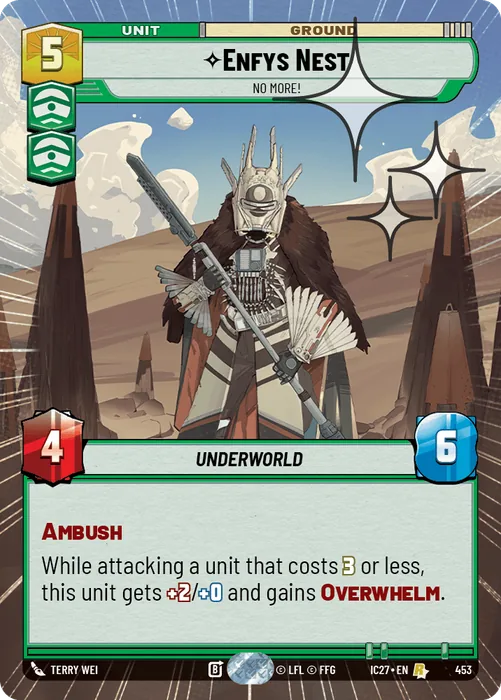 5
UNIT
GROUND
✧ENFYS NEST
NO MORE!
4
6
UNDERWORLD
AMBUSH
While attacking a unit that costs 3 or less,
this unit gets +2/+0 and gains OVERWHELM.
TERRY WEI
© LFL © FFG
IC27•EN
R
453